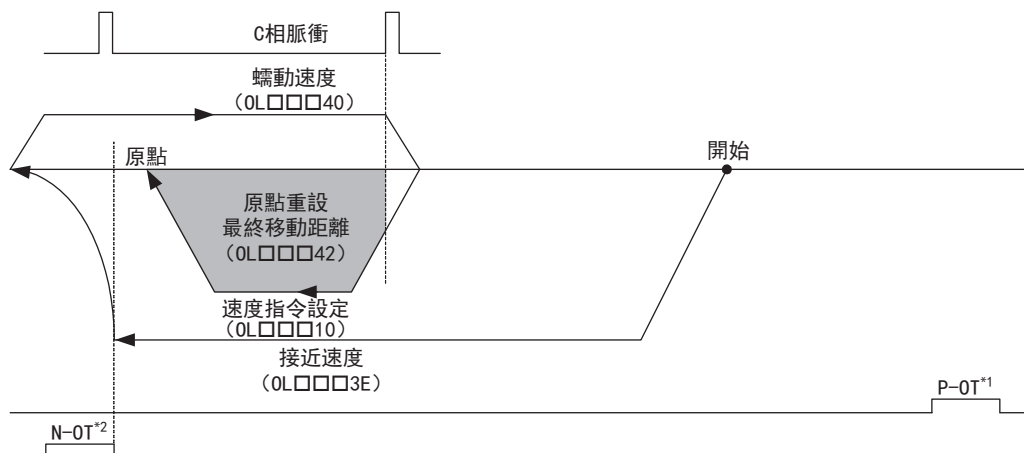 C相脈衝
蠕動速度
(OL□□□40)
原點
開始
原點重設
最終移動距離
(OL□□□42)
速度指令設定
(OL□□□10)
接近速度
(OL□□□3E)
P-OT*1
N-OT*2